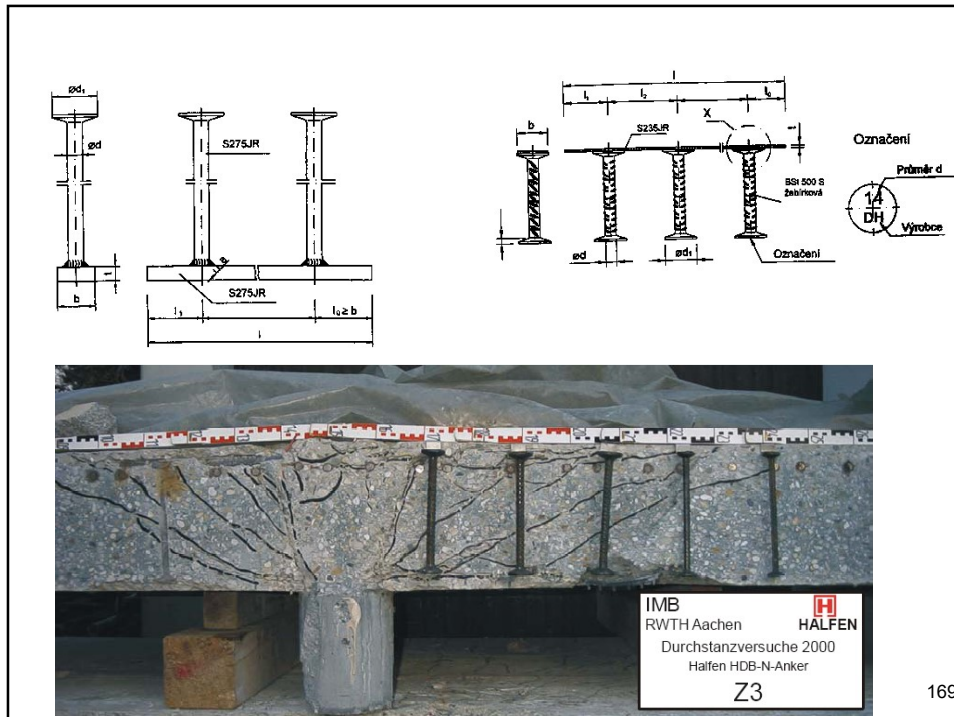 ød₁
ød
b
t
S275JR
a
S275JR
l₁
l₀ ≥ b
l
l
l₁
l₂
l₀
b
S235JR
X
t
BSt 500 S
žebírková
ød
ød₁
Označení
Označení
Průměr d
14
DH
Výrobce
IMB
RWTH Aachen
H
HALFEN
Durchstanzversuche 2000
Halfen HDB-N-Anker
Z3
169